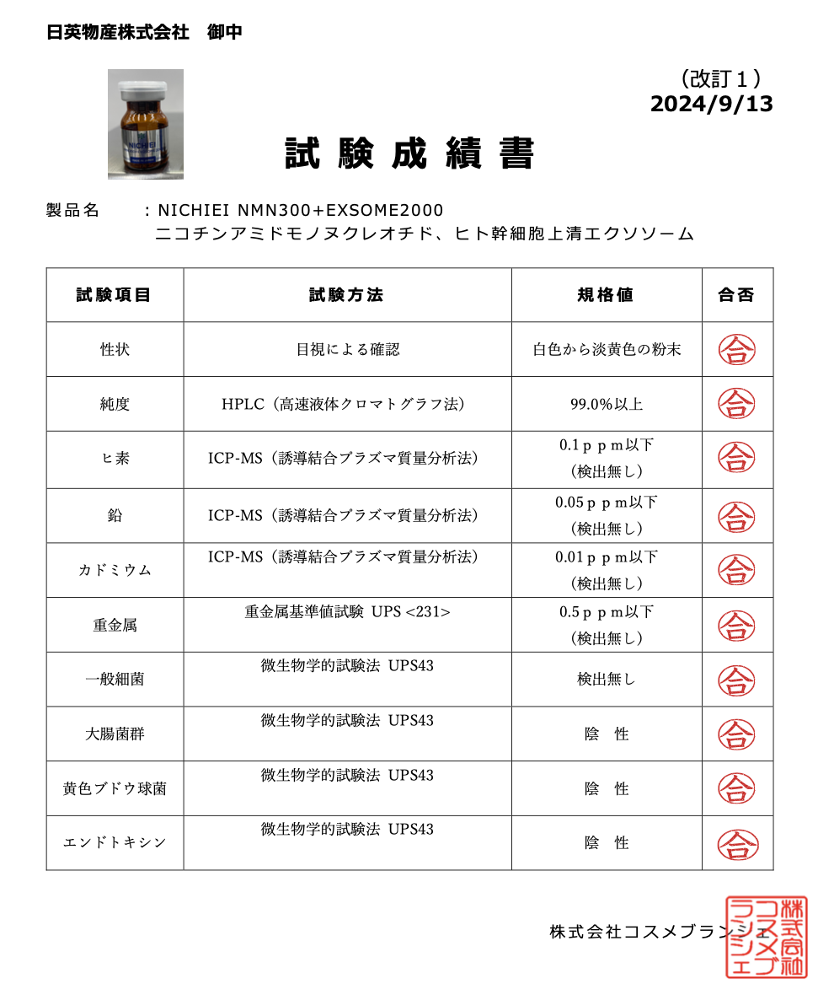 日英物産株式会社　御中
（改訂１）
2024/9/13
NICHIEI
試験成績書
製品名　　：NICHIEI NMN300+EXSOME2000
ニコチンアミドモノヌクレオチド、ヒト幹細胞上清エクソソーム
試験項目　試験方法　規格値　合否
性状　目視による確認　白色から淡黄色の粉末　合
純度　HPLC（高速液体クロマトグラフ法）　99.0%以上　合
ヒ素　ICP-MS（誘導結合プラズマ質量分析法）　0.1ｐｐｍ以下
（検出無し）　合
鉛　ICP-MS（誘導結合プラズマ質量分析法）　0.05ｐｐｍ以下
（検出無し）　合
カドミウム　ICP-MS（誘導結合プラズマ質量分析法）　0.01ｐｐｍ以下
（検出無し）　合
重金属　重金属基準値試験 UPS <231>　0.5ｐｐｍ以下
（検出無し）　合
一般細菌　微生物学的試験法 UPS43　検出無し　合
大腸菌群　微生物学的試験法 UPS43　陰　性　合
黄色ブドウ球菌　微生物学的試験法 UPS43　陰　性　合
エンドトキシン　微生物学的試験法 UPS43　陰　性　合
株式会社コスメブランシェ
株式会社
コスメブ
ランシェ